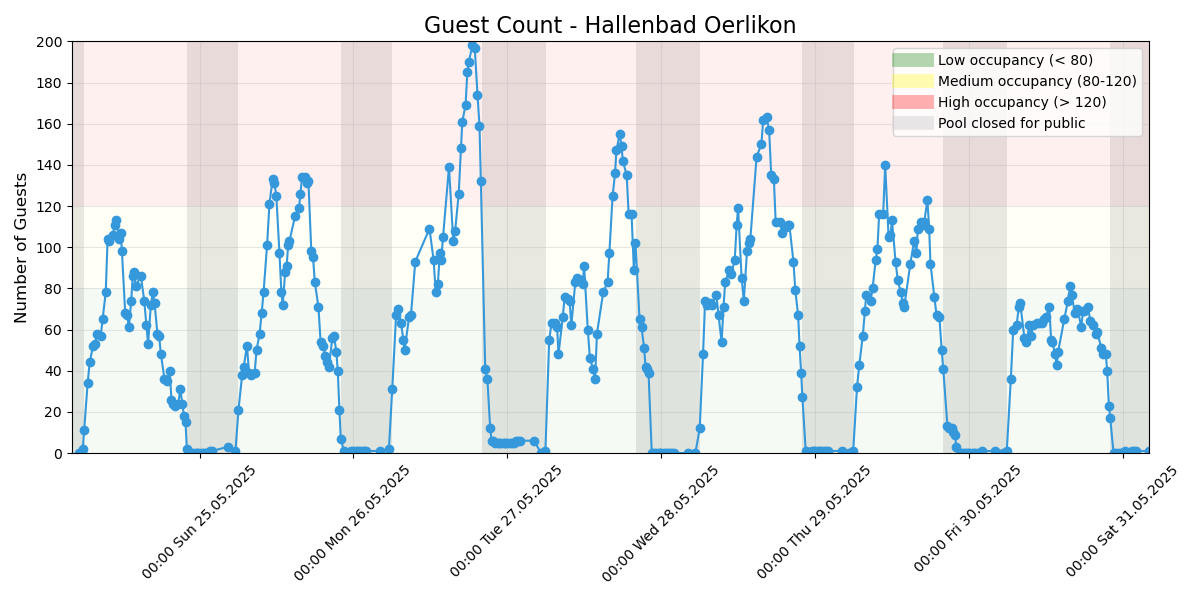 Guest Count - Hallenbad Oerlikon
Number of Guests
200
180
160
140
120
100
80
60
40
20
0
Low occupancy (< 80)
Medium occupancy (80-120)
High occupancy (> 120)
Pool closed for public
00:00 Sun 25.05.2025
00:00 Mon 26.05.2025
00:00 Tue 27.05.2025
00:00 Wed 28.05.2025
00:00 Thu 29.05.2025
00:00 Fri 30.05.2025
00:00 Sat 31.05.2025